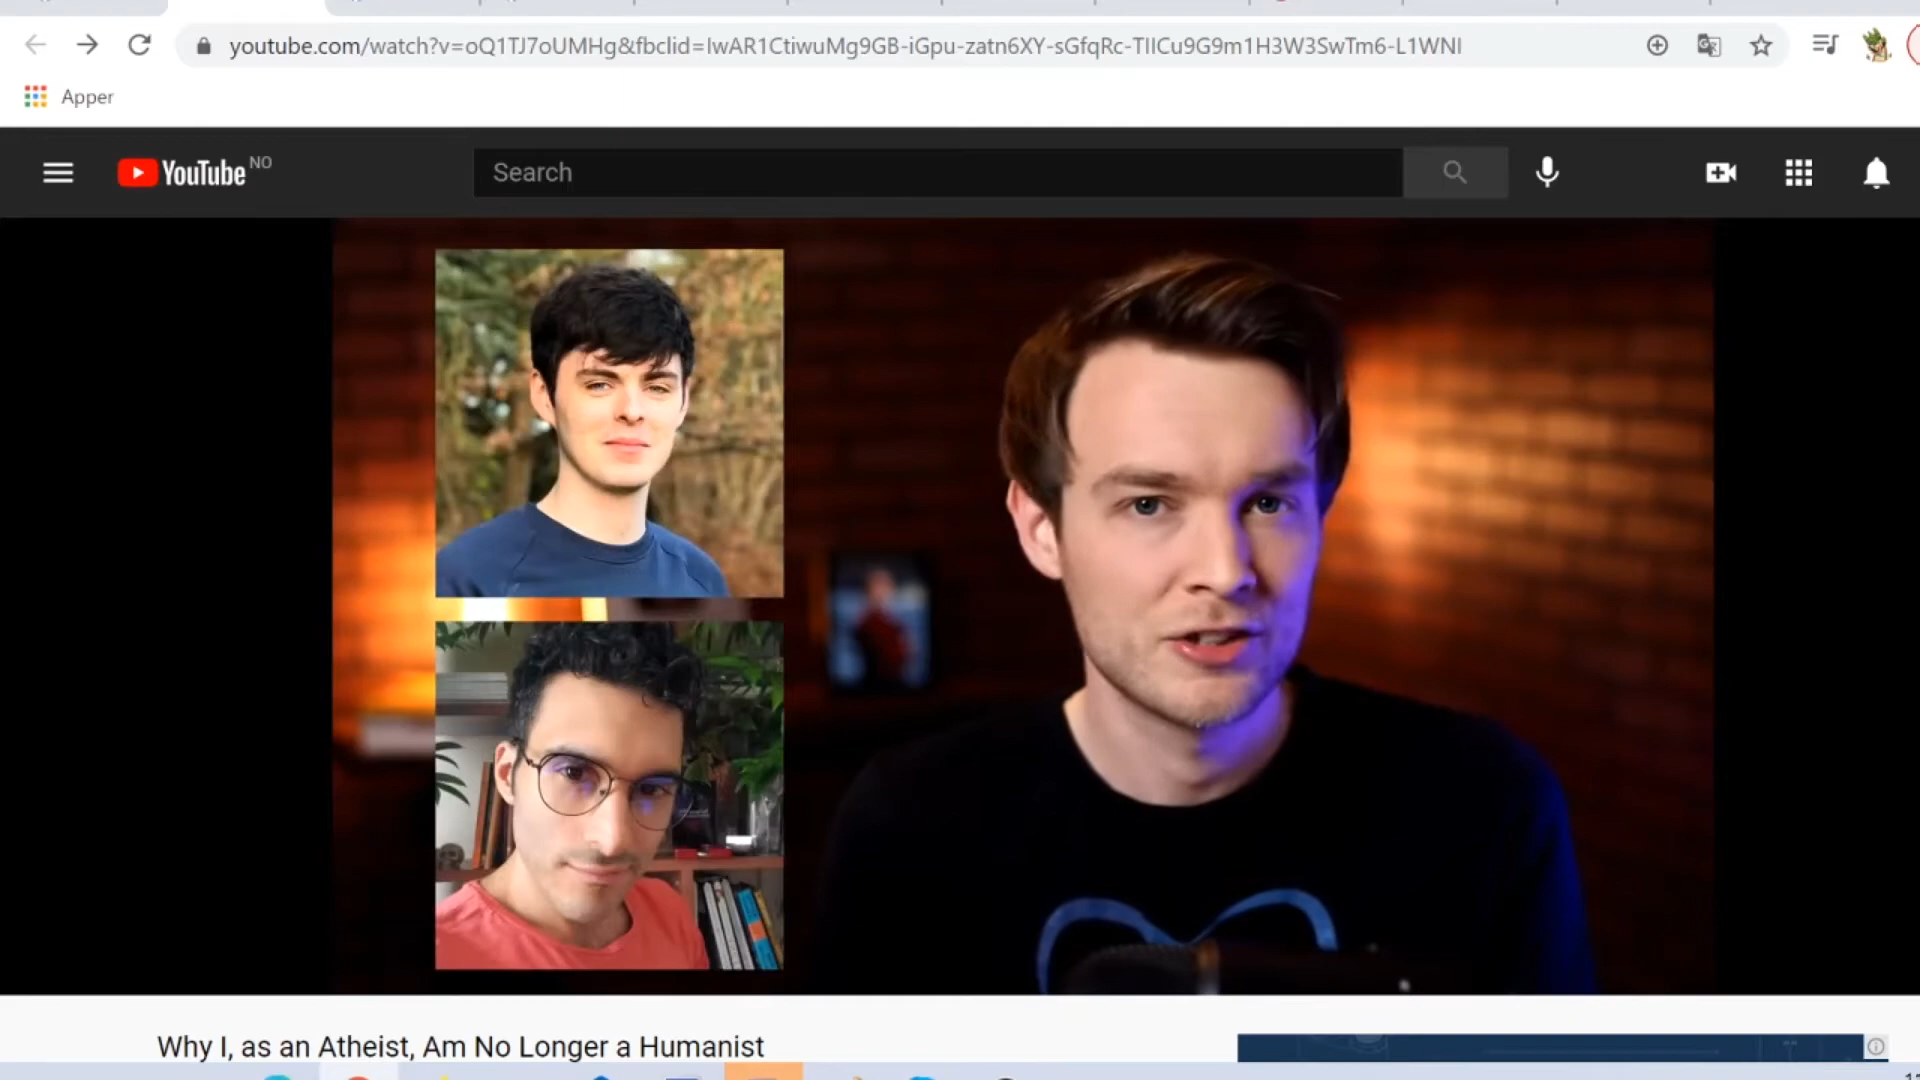 youtube.com/watch?v=oQ1TJ7oUMHg&fbclid=IwAR1CtiwuMg9GB-iGpu-zatn6XY-sGfqRc-TIICu9G9m1H3W3SwTm6-L1WNI
Apper
YouTube NO
Search
Why I, as an Atheist, Am No Longer a Humanist